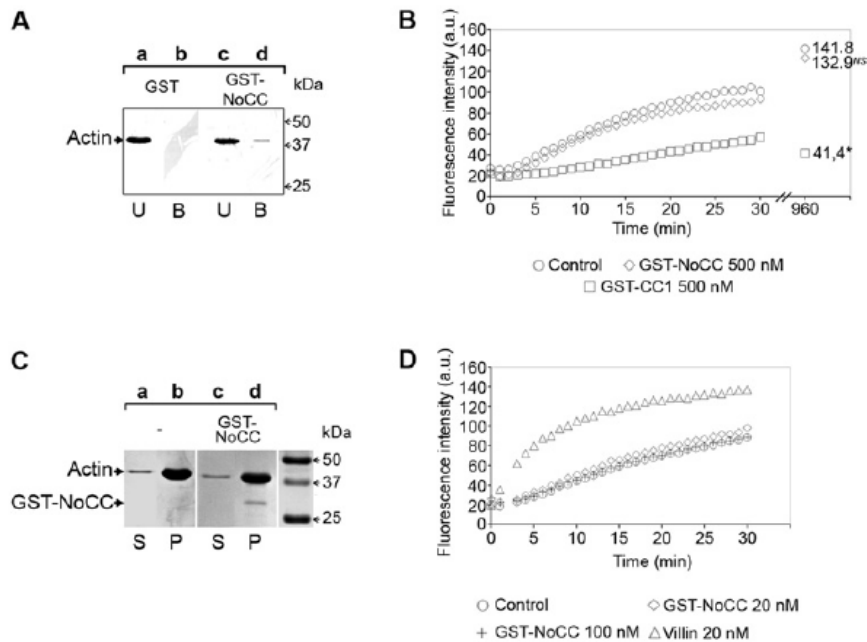 A
a b c d
GST
GST-
NoCC
kDa
Actin
50
37
25
U B U B
B
Fluorescence intensity (a.u.)
160
140
120
100
80
60
40
20
0
0 5 10 15 20 25 30 960
Time (min)
141.8
132.9NS
41,4*
Control GST-NoCC 500 nM
GST-CC1 500 nM
C
a b c d
-
GST-
NoCC
kDa
Actin
GST-NoCC
50
37
25
S P S P
D
Fluorescence intensity (a.u.)
160
140
120
100
80
60
40
20
0
0 5 10 15 20 25 30
Time (min)
Control GST-NoCC 20 nM
GST-NoCC 100 nM Villin 20 nM